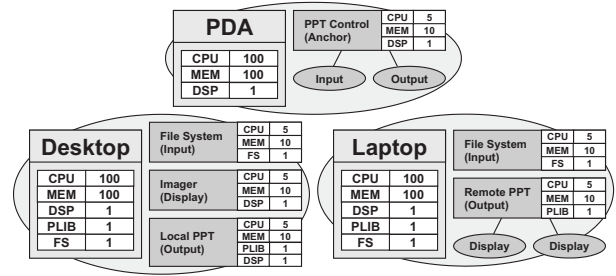 PDA
CPU 100
MEM 100
DSP 1
PPT Control
(Anchor)
CPU 5
MEM 10
DSP 1
Input
Output
Desktop
CPU 100
MEM 100
DSP 1
PLIB 1
FS 1
File System
(Input)
CPU 5
MEM 10
FS 1
Imager
(Display)
CPU 5
MEM 10
DSP 1
Local PPT
(Output)
CPU 5
MEM 10
PLIB 1
DSP 1
Laptop
CPU 100
MEM 100
DSP 1
PLIB 1
FS 1
File System
(Input)
CPU 5
MEM 10
FS 1
Remote PPT
(Output)
CPU 5
MEM 10
PLIB 1
Display
Display